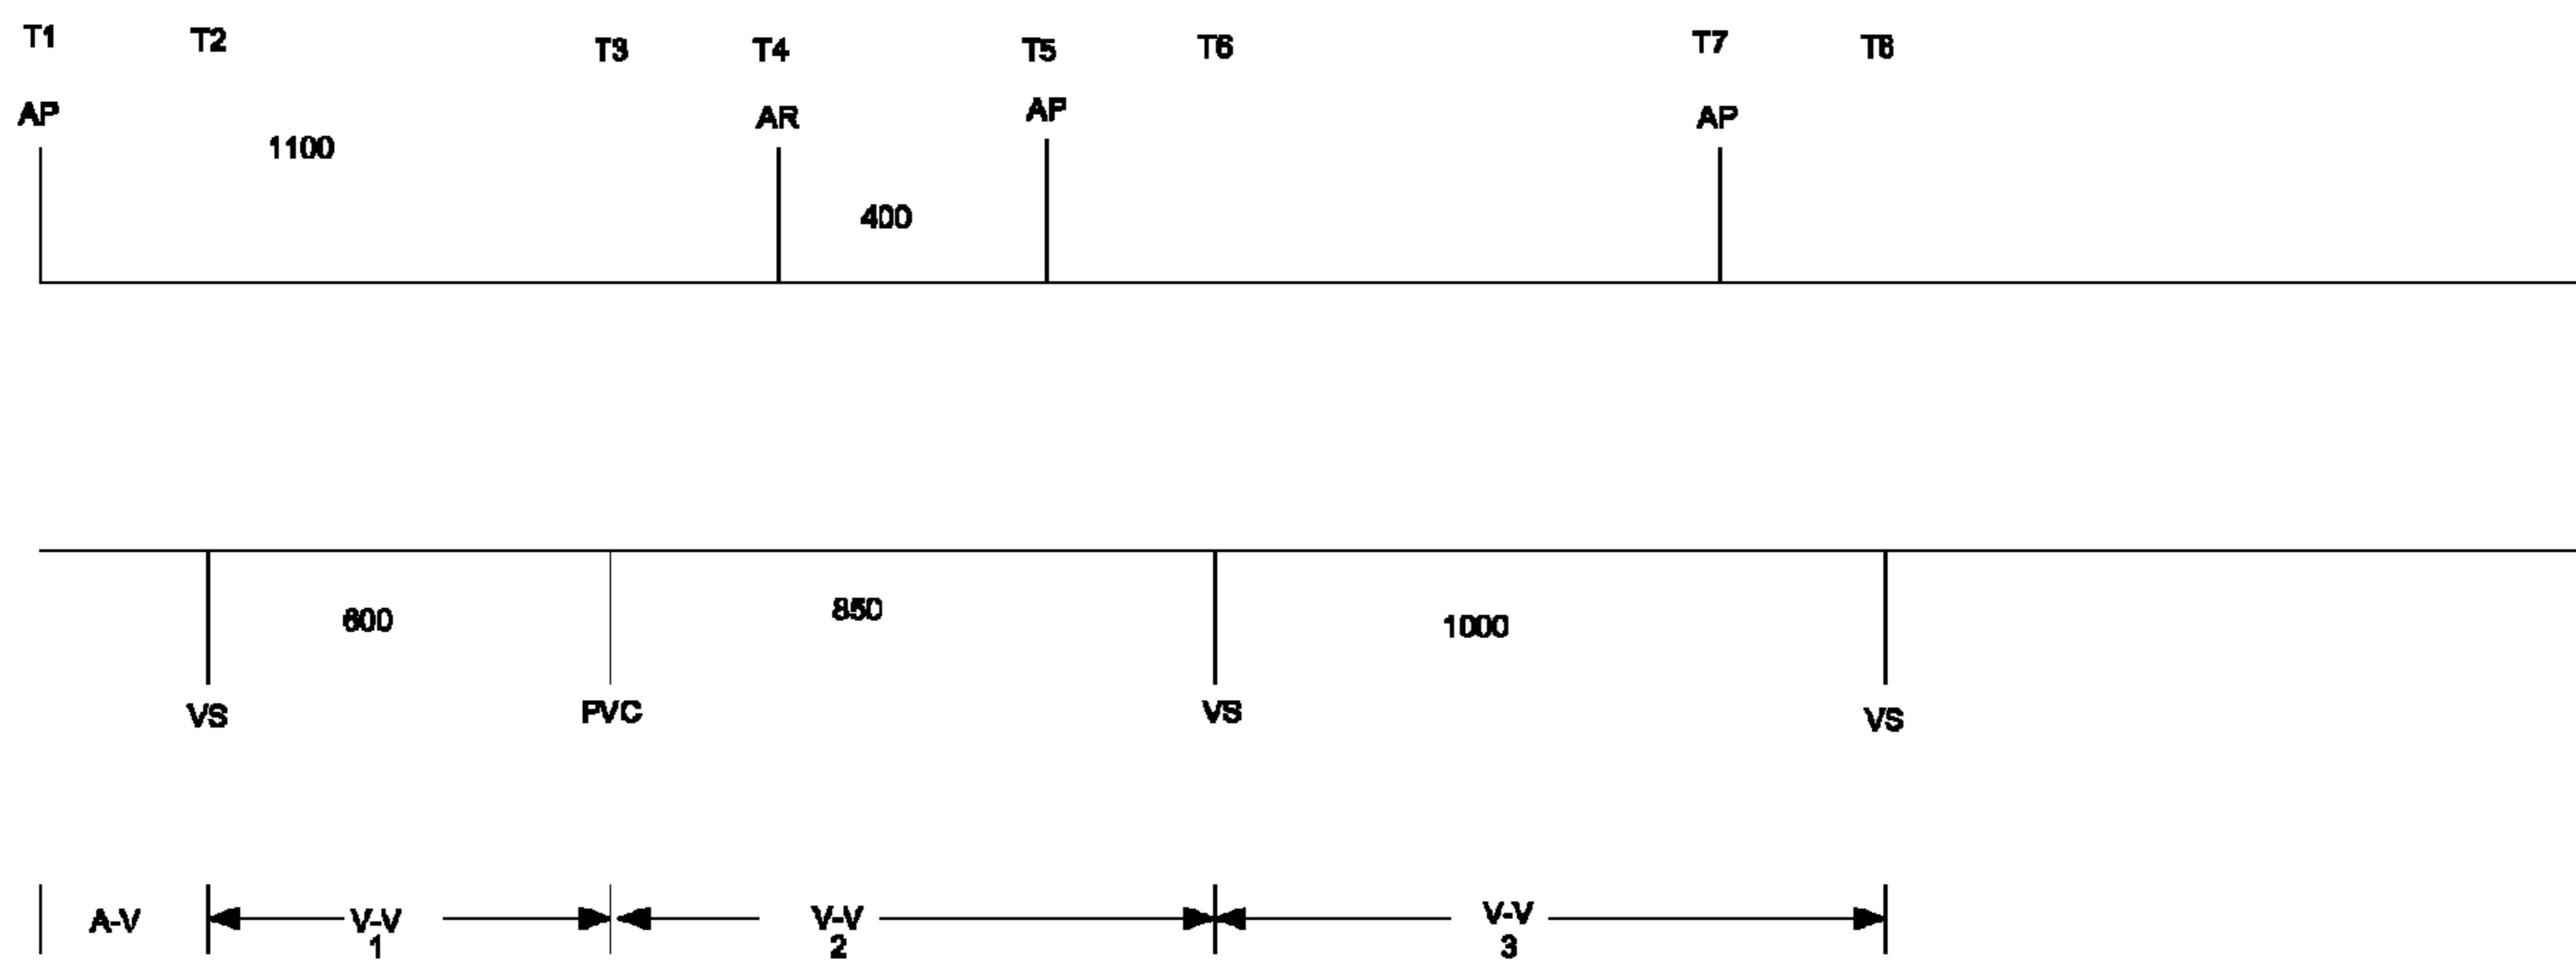 T1 T2 T3 T4 T5 T6 T7 T8
AP AR AP AP
1100
400
600 850 1000
VS PVC VS VS
A-V V-V V-V V-V
1 2 3